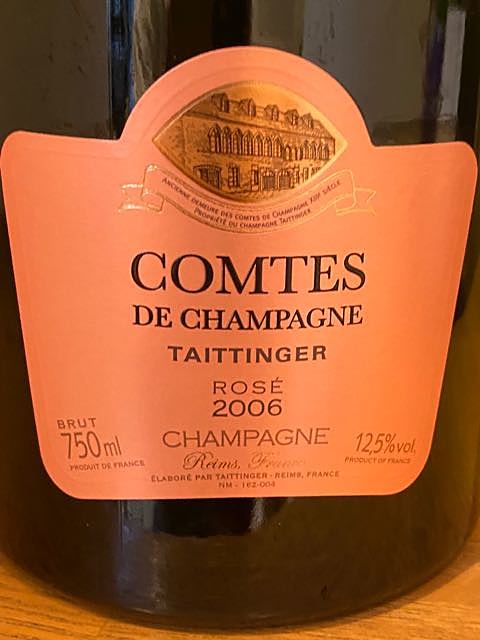 ANCIENNE DEMEURE DES COMTES DE CHAMPAGNE XIIIe SIÈCLE
PROPRIÉTÉ DU CHAMPAGNE TAITTINGER
COMTES
DE CHAMPAGNE
TAITTINGER
ROSÉ
2006
BRUT
750ml
PRODUIT DE FRANCE
CHAMPAGNE
Reims, France
12,5%vol.
PRODUCT OF FRANCE
ÉLABORÉ PAR TAITTINGER - REIMS, FRANCE
NM - 162-004